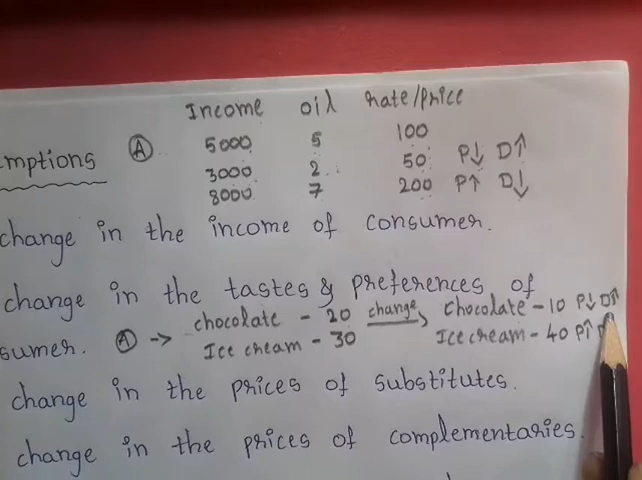 Income oil rate/price
mptions A 5000 5 100
3000 2 50 P↓ D↑
8000 7 200 P↑ D↓
change in the income of consumer.
change in the tastes & preferences of
sumer. A → chocolate - 20 change → chocolate - 10 P↓ D↑
Ice cream - 30 Ice cream - 40 P↑
change in the prices of substitutes.
change in the prices of complementaries.